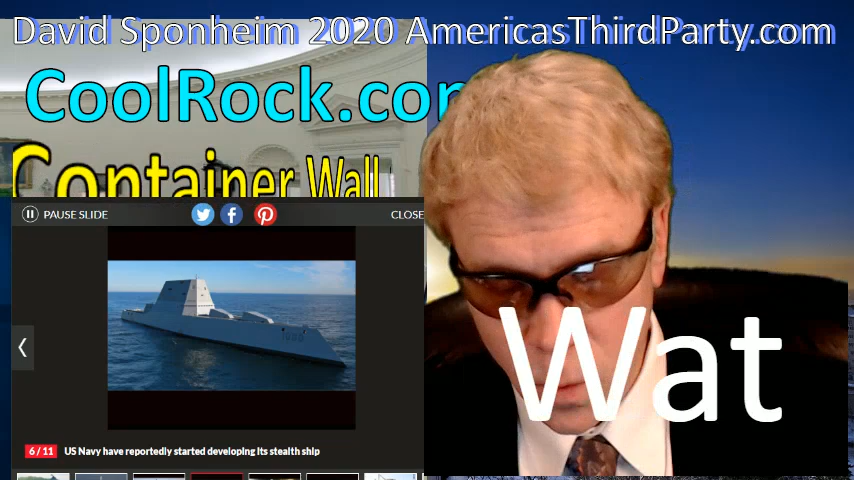 David Sponheim 2020 AmericasThirdParty.com
CoolRock.com
Container Wall
PAUSE SLIDE
CLOSE
Wat
6 / 11 US Navy have reportedly started developing its stealth ship